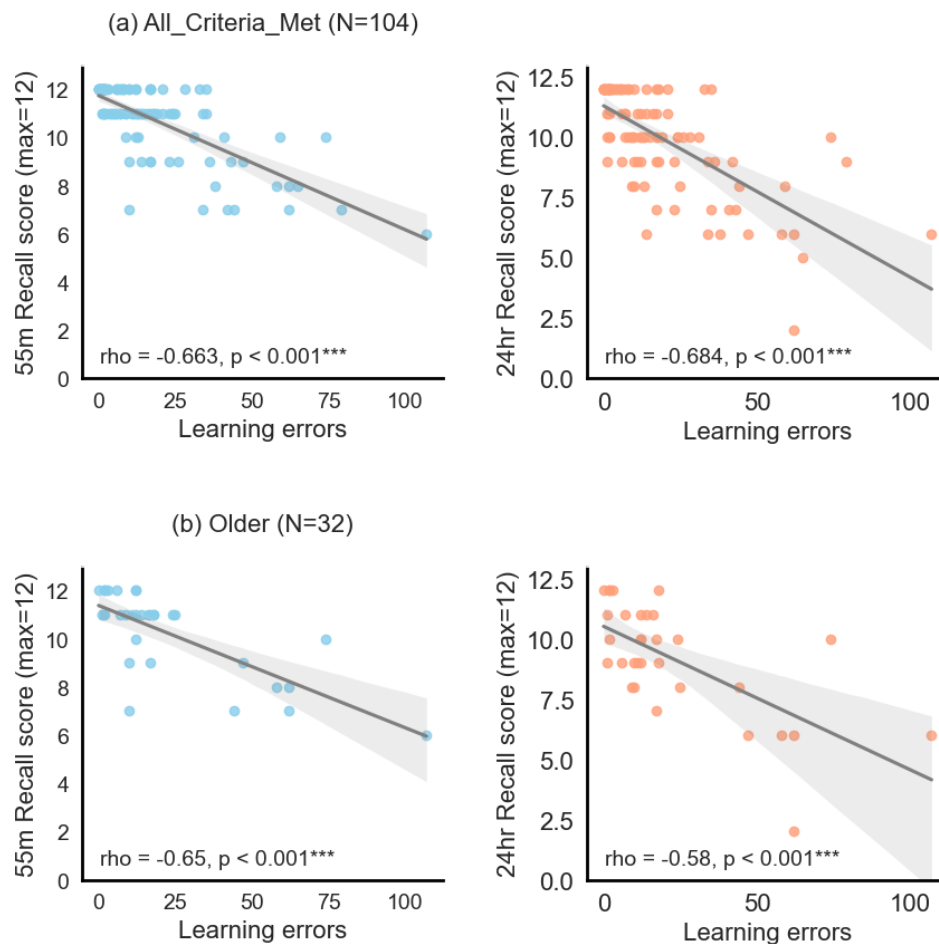 (a) All_Criteria_Met (N=104)
55m Recall score (max=12)
12
10
8
6
4
2
0
rho = -0.663, p < 0.001***
0 25 50 75 100
Learning errors
24hr Recall score (max=12)
12.5
10.0
7.5
5.0
2.5
0.0
rho = -0.684, p < 0.001***
0 50 100
Learning errors
(b) Older (N=32)
55m Recall score (max=12)
12
10
8
6
4
2
0
rho = -0.65, p < 0.001***
0 25 50 75 100
Learning errors
24hr Recall score (max=12)
12.5
10.0
7.5
5.0
2.5
0.0
rho = -0.58, p < 0.001***
0 50 100
Learning errors